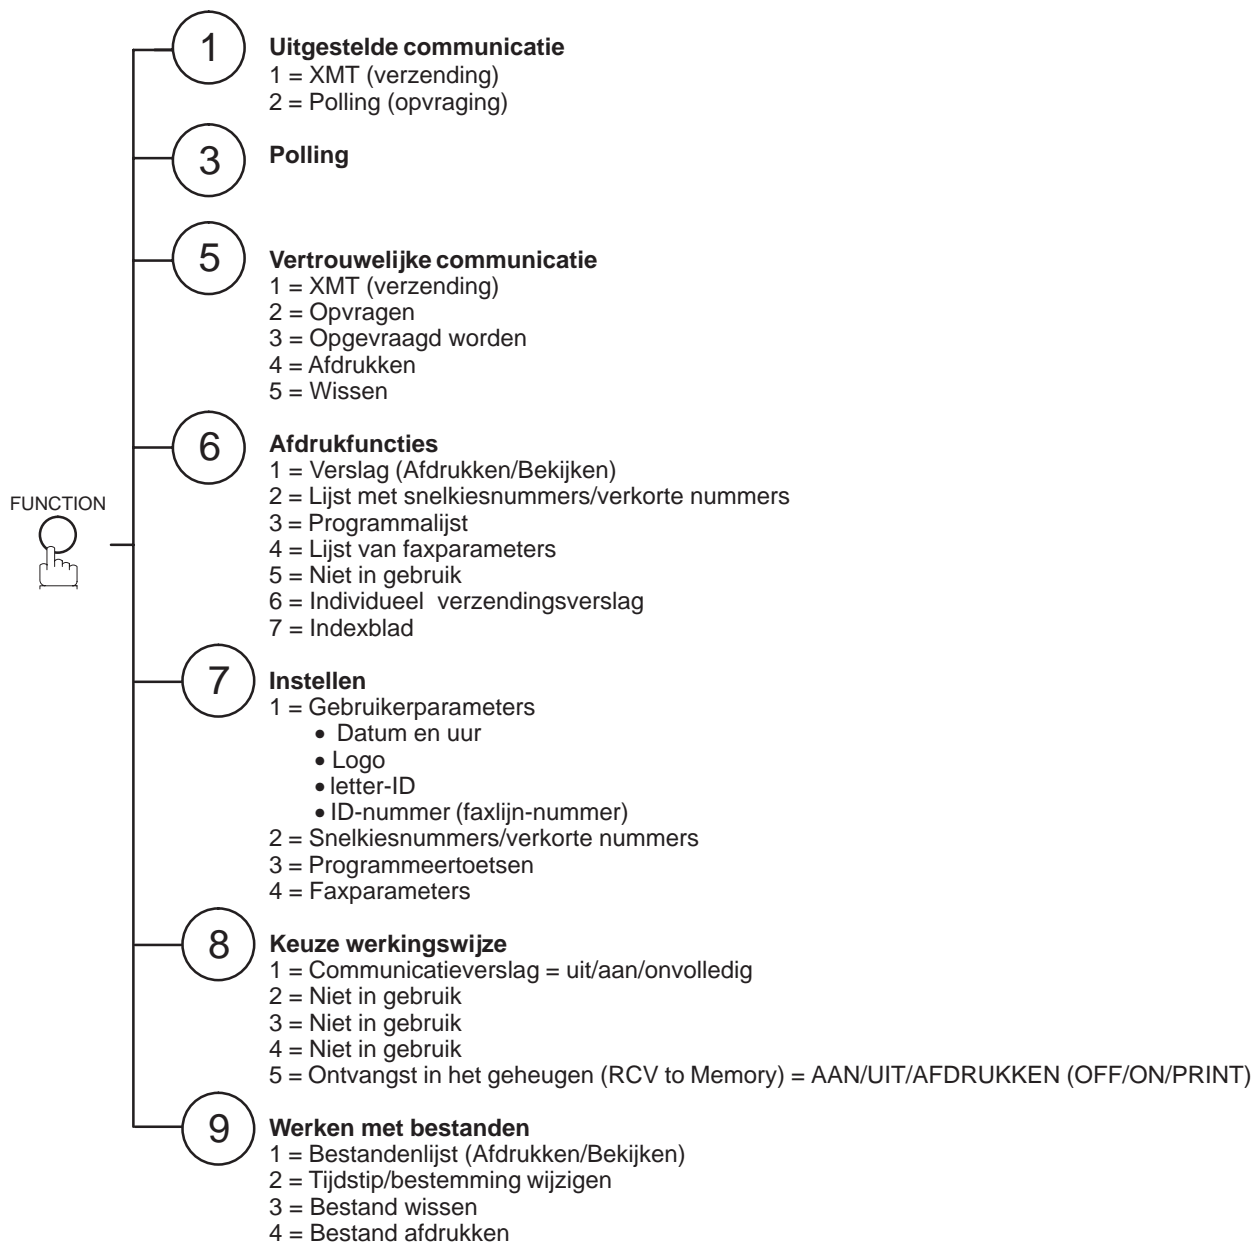 1 Uitgestelde communicatie
1 = XMT (verzending)
2 = Polling (opvraging)
3 Polling
5 Vertrouwelijke communicatie
1 = XMT (verzending)
2 = Opvragen
3 = Opgevraagd worden
4 = Afdrukken
5 = Wissen
6 Afdrukfuncties
1 = Verslag (Afdrukken/Bekijken)
2 = Lijst met snelkiesnummers/verkorte nummers
FUNCTION
3 = Programmalijst
4 = Lijst van faxparameters
5 = Niet in gebruik
6 = Individueel verzendingsverslag
7 = Indexblad
7 Instellen
1 = Gebruikerparameters
• Datum en uur
• Logo
• letter-ID
• ID-nummer (faxlijn-nummer)
2 = Snelkiesnummers/verkorte nummers
3 = Programmeertoetsen
4 = Faxparameters
8 Keuze werkingswijze
1 = Communicatieverslag = uit/aan/onvolledig
2 = Niet in gebruik
3 = Niet in gebruik
4 = Niet in gebruik
5 = Ontvangst in het geheugen (RCV to Memory) = AAN/UIT/AFDRUKKEN (OFF/ON/PRINT)
9 Werken met bestanden
1 = Bestandenlijst (Afdrukken/Bekijken)
2 = Tijdstip/bestemming wijzigen
3 = Bestand wissen
4 = Bestand afdrukken